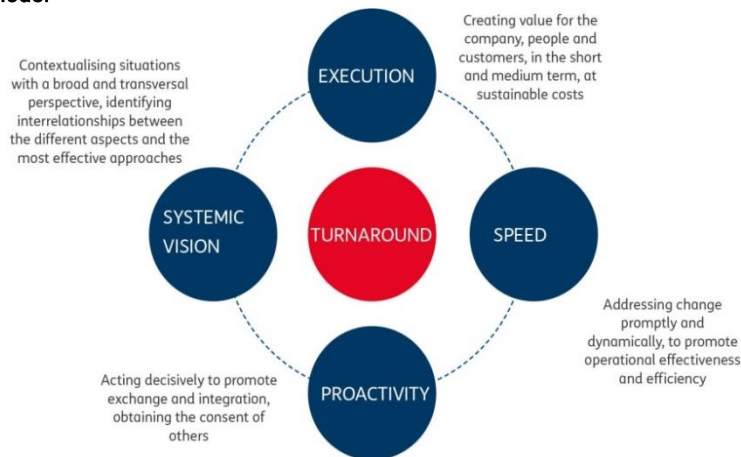 Model
Creating value for the
company, people and
customers, in the short
and medium term, at
sustainable costs
EXECUTION
Contextualising situations
with a broad and transversal
perspective, identifying
interrelationships between
the different aspects and the
most effective approaches
SYSTEMIC
VISION
TURNAROUND
SPEED
Addressing change
promptly and
dynamically, to promote
operational effectiveness
and efficiency
Acting decisively to promote
exchange and integration,
obtaining the consent of
others
PROACTIVITY